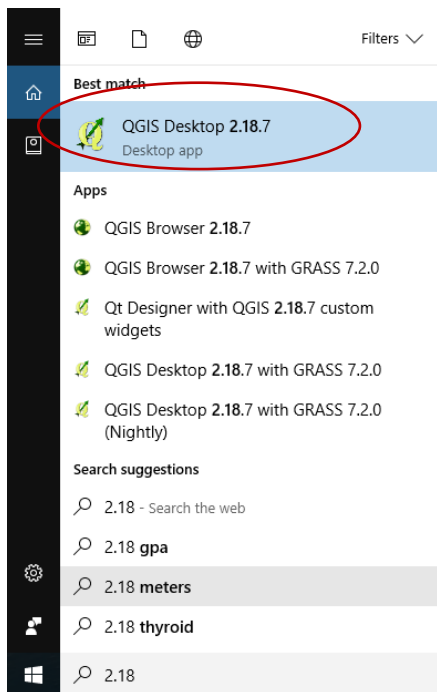 Filters
Best match
QGIS Desktop 2.18.7
Desktop app
Apps
QGIS Browser 2.18.7
QGIS Browser 2.18.7 with GRASS 7.2.0
Qt Designer with QGIS 2.18.7 custom
widgets
QGIS Desktop 2.18.7 with GRASS 7.2.0
QGIS Desktop 2.18.7 with GRASS 7.2.0
(Nightly)
Search suggestions
2.18 - Search the web
2.18 gpa
2.18 meters
2.18 thyroid
2.18